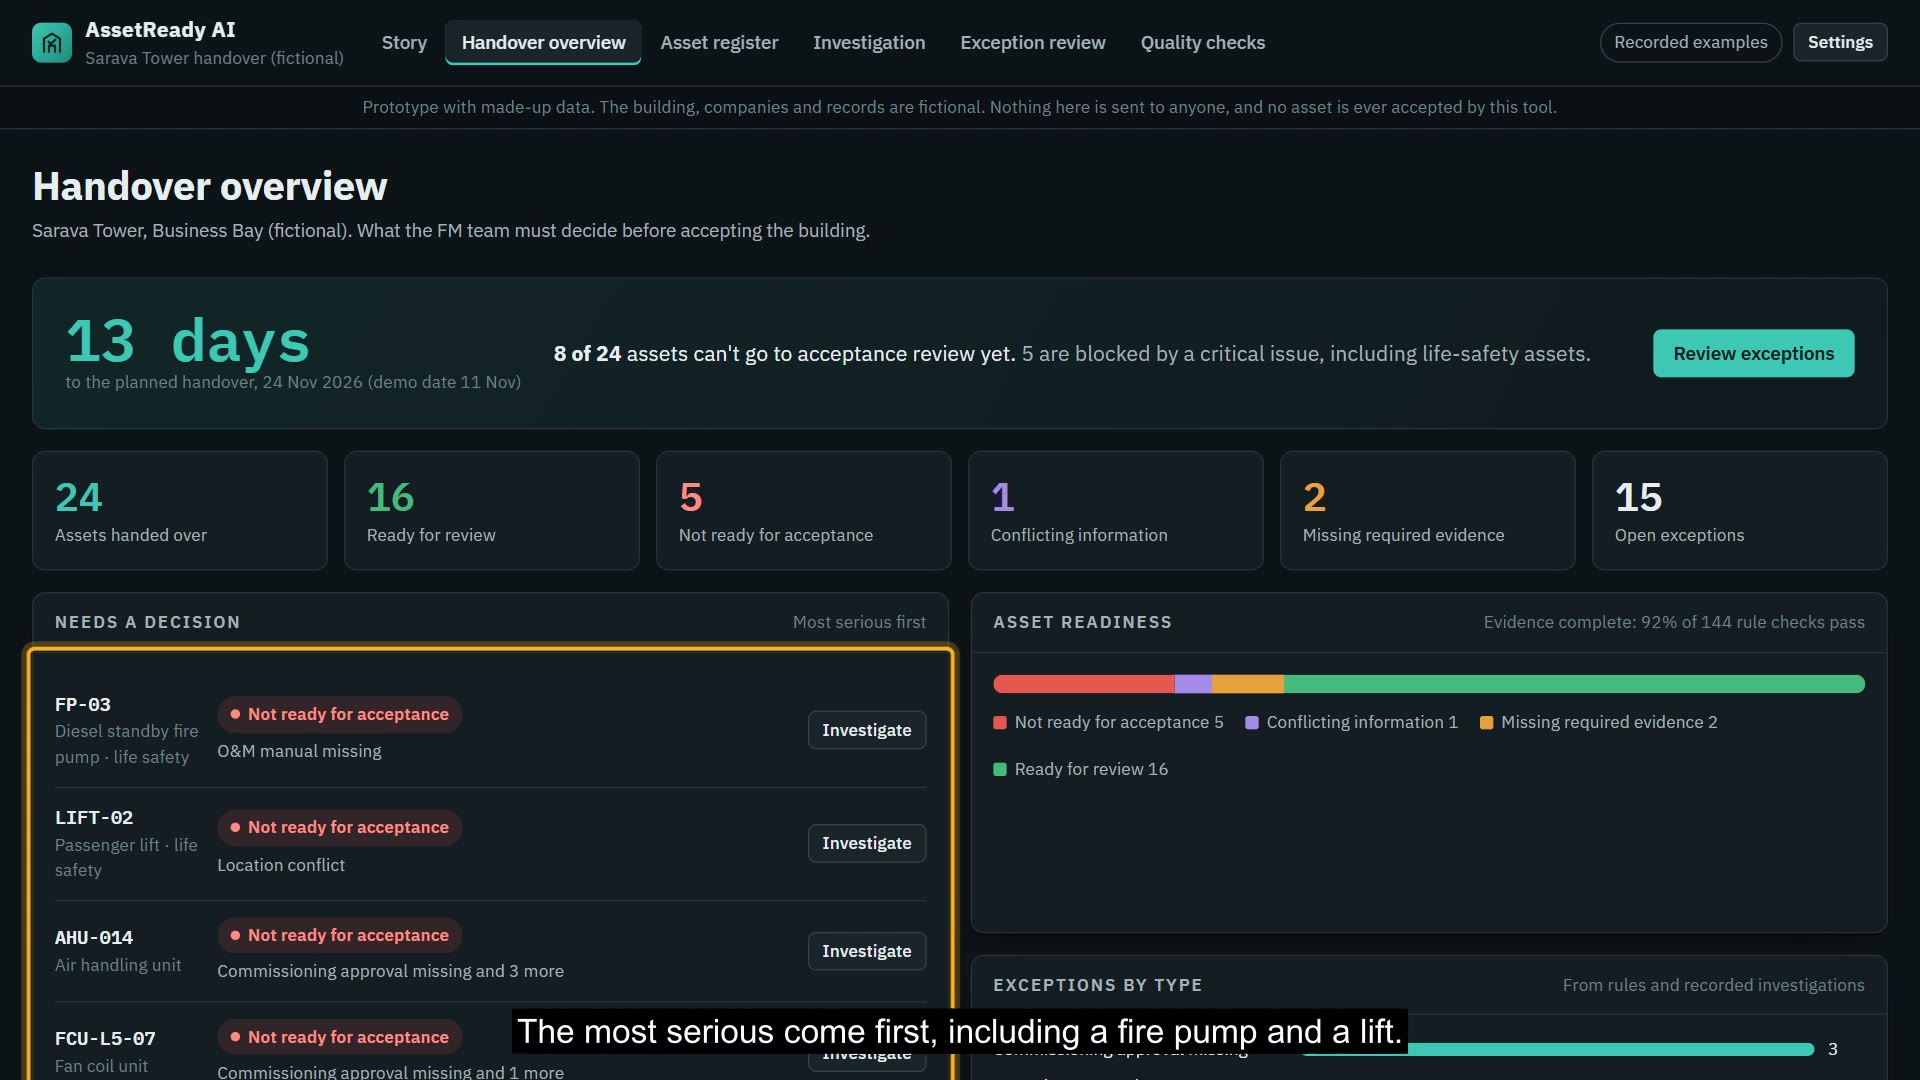 AssetReady AI
Sarava Tower handover (fictional)
Story
Handover overview
Asset register
Investigation
Exception review
Quality checks
Recorded examples
Settings
Prototype with made-up data. The building, companies and records are fictional. Nothing here is sent to anyone, and no asset is ever accepted by this tool.
Handover overview
Sarava Tower, Business Bay (fictional). What the FM team must decide before accepting the building.
13 days
to the planned handover, 24 Nov 2026 (demo date 11 Nov)
8 of 24 assets can't go to acceptance review yet. 5 are blocked by a critical issue, including life-safety assets.
Review exceptions
24
Assets handed over
16
Ready for review
5
Not ready for acceptance
1
Conflicting information
2
Missing required evidence
15
Open exceptions
NEEDS A DECISION
Most serious first
FP-03
Diesel standby fire
pump · life safety
Not ready for acceptance
O&M manual missing
Investigate
LIFT-02
Passenger lift · life
safety
Not ready for acceptance
Location conflict
Investigate
AHU-014
Air handling unit
Not ready for acceptance
Commissioning approval missing and 3 more
Investigate
FCU-L5-07
Fan coil unit
Not ready for acceptance
Commissioning approval missing and 1 more
Investigate
ASSET READINESS
Evidence complete: 92% of 144 rule checks pass
Not ready for acceptance 5
Conflicting information 1
Missing required evidence 2
Ready for review 16
EXCEPTIONS BY TYPE
From rules and recorded investigations
Commissioning approval missing
3
The most serious come first, including a fire pump and a lift.